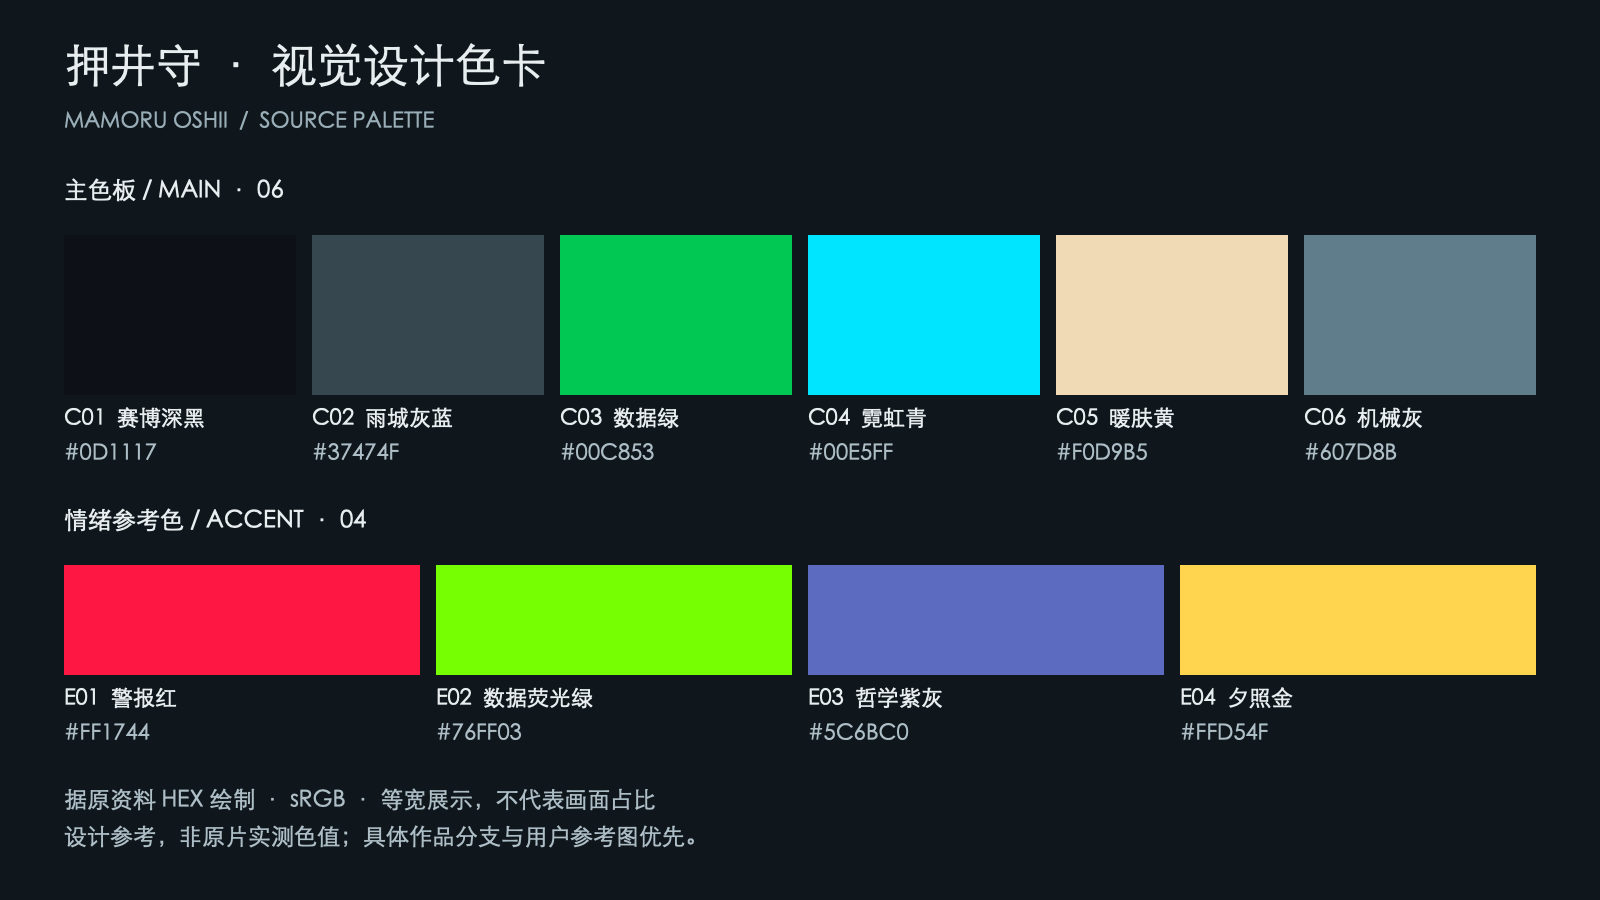 押井守 · 视觉设计色卡
MAMORU OSHII / SOURCE PALETTE
主色板 / MAIN · 06
C01 赛博深黑
#0D1117
C02 雨城灰蓝
#37474F
C03 数据绿
#00C853
C04 霓虹青
#00E5FF
C05 暖肤黄
#F0D9B5
C06 机械灰
#607D8B
情绪参考色 / ACCENT · 04
E01 警报红
#FF1744
E02 数据荧光绿
#76FF03
E03 哲学紫灰
#5C6BC0
E04 夕照金
#FFD54F
据原资料 HEX 绘制 · sRGB · 等宽展示，不代表画面占比
设计参考，非原片实测色值；具体作品分支与用户参考图优先。